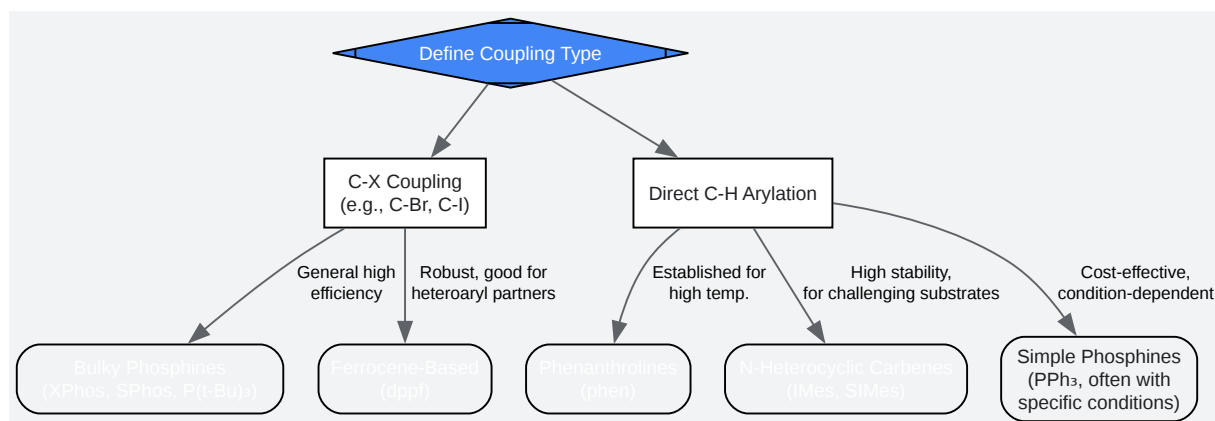 Define Coupling Type
C-X Coupling
(e.g., C-Br, C-I)
Direct C-H Arylation
General high
efficiency
Robust, good for
heteroaryl partners
Established for
high temp.
High stability,
for challenging substrates
Cost-effective,
condition-dependent
Bulky Phosphines
(XPhos, SPhos, P(t-Bu)₃)
Ferrocene-Based
(dppf)
Phenanthrolines
(phen)
N-Heterocyclic Carbenes
(IMes, SIMes)
Simple Phosphines
(PPh₃, often with
specific conditions)